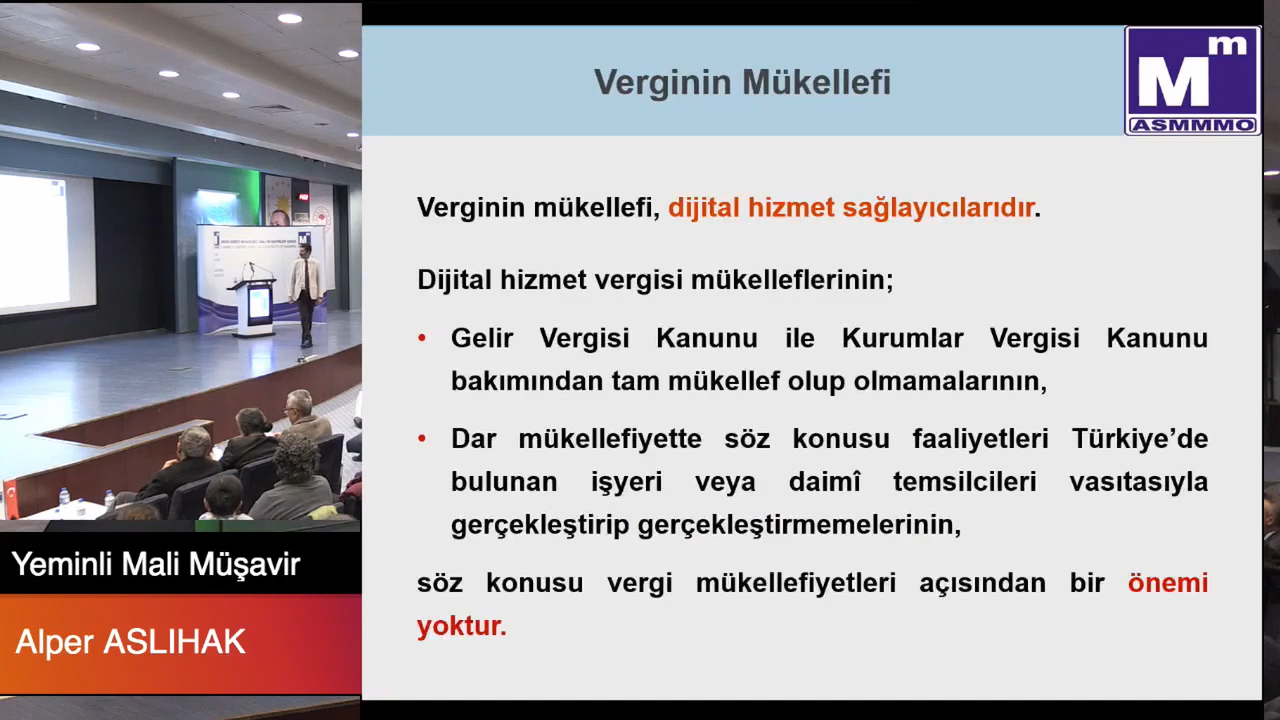 Verginin Mükellefi
Mm
ASMMMO
Verginin mükellefi, dijital hizmet sağlayıcılarıdır.
Dijital hizmet vergisi mükelleflerinin;
• Gelir Vergisi Kanunu ile Kurumlar Vergisi Kanunu
bakımından tam mükellef olup olmamalarının,
• Dar mükellefiyette söz konusu faaliyetleri Türkiye’de
bulunan işyeri veya daimî temsilcileri vasıtasıyla
gerçekleştirip gerçekleştirmemelerinin,
söz konusu vergi mükellefiyetleri açısından bir önemi
yoktur.
Yeminli Mali Müşavir
Alper ASLIHAK